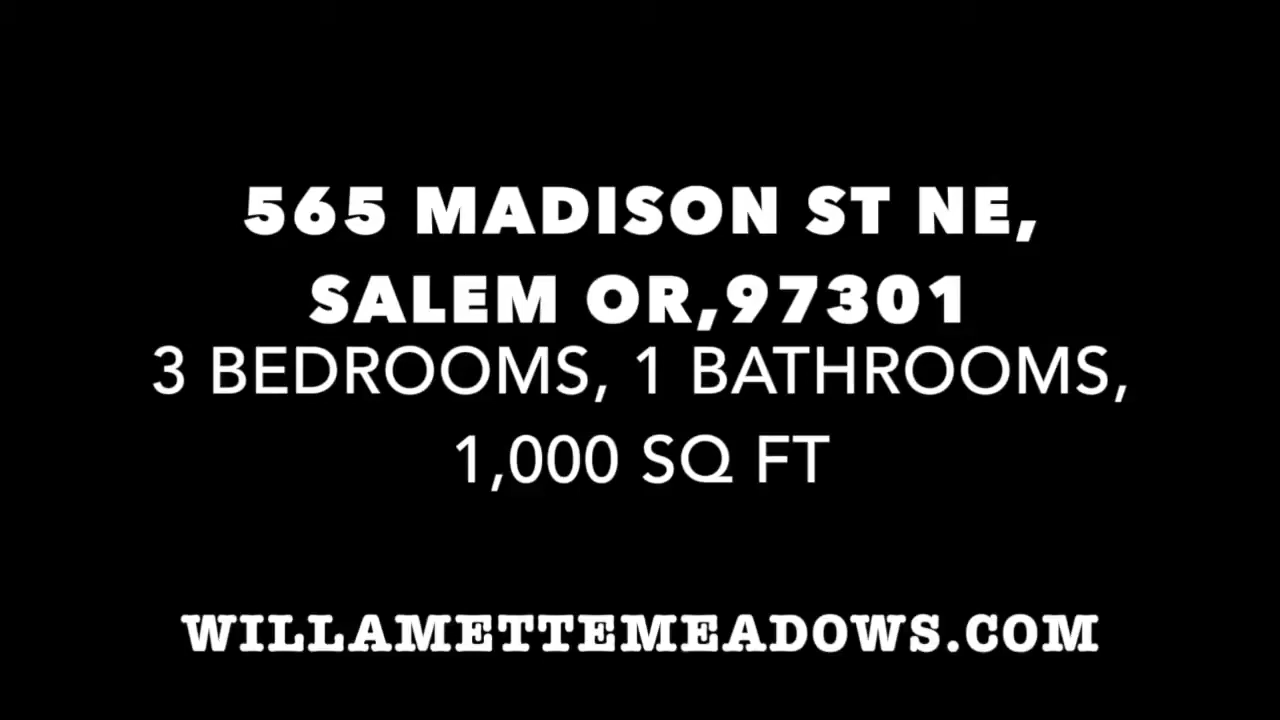 565 MADISON ST NE,
SALEM OR,97301
3 BEDROOMS, 1 BATHROOMS,
1,000 SQ FT
WILLAMETTEMEADOWS.COM